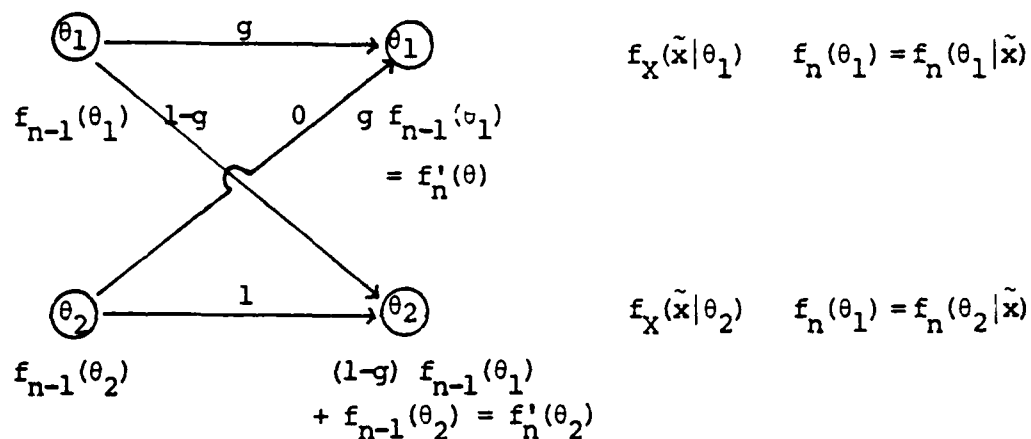 θ₁ g θ₁ f_X(x̃|θ₁) f_n(θ₁) = f_n(θ₁|x̃)
f_{n-1}(θ₁) 1-g 0 g f_{n-1}(θ₁)
= f'_n(θ)
θ₂ 1 θ₂ f_X(x̃|θ₂) f_n(θ₁) = f_n(θ₂|x̃)
f_{n-1}(θ₂) (1-g) f_{n-1}(θ₁)
+ f_{n-1}(θ₂) = f'_n(θ₂)